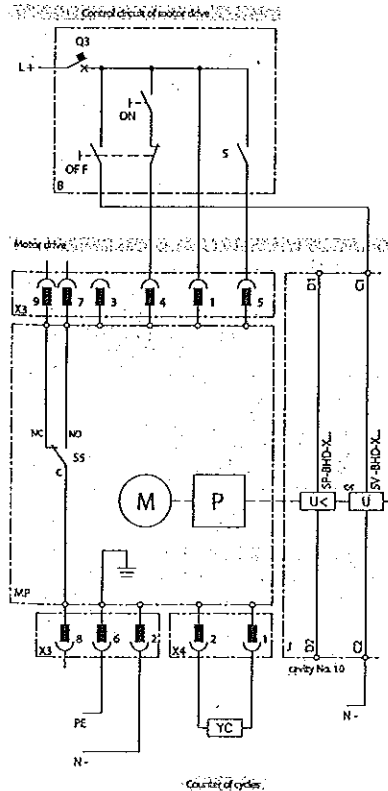 Control circuit of motor drive
Q3
L+
ON
S
OFF
B
Motor drive
9 7 3 4 1 5
X3
D1 C1
NC NO
S5
C
M P
U< U
SP-BHD-X... SV-BHD-X...
MP
8 6 2 2 1
X3 X4
J D2 C2
cavity No. 10
PE
YC
N-
N-
Counter of cycles